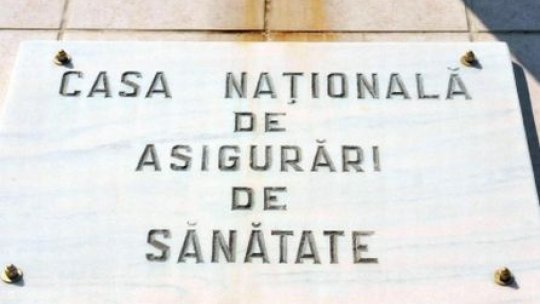 CASA NAȚIONALĂ
DE
ASIGURĂRI
DE
SĂNĂTATE